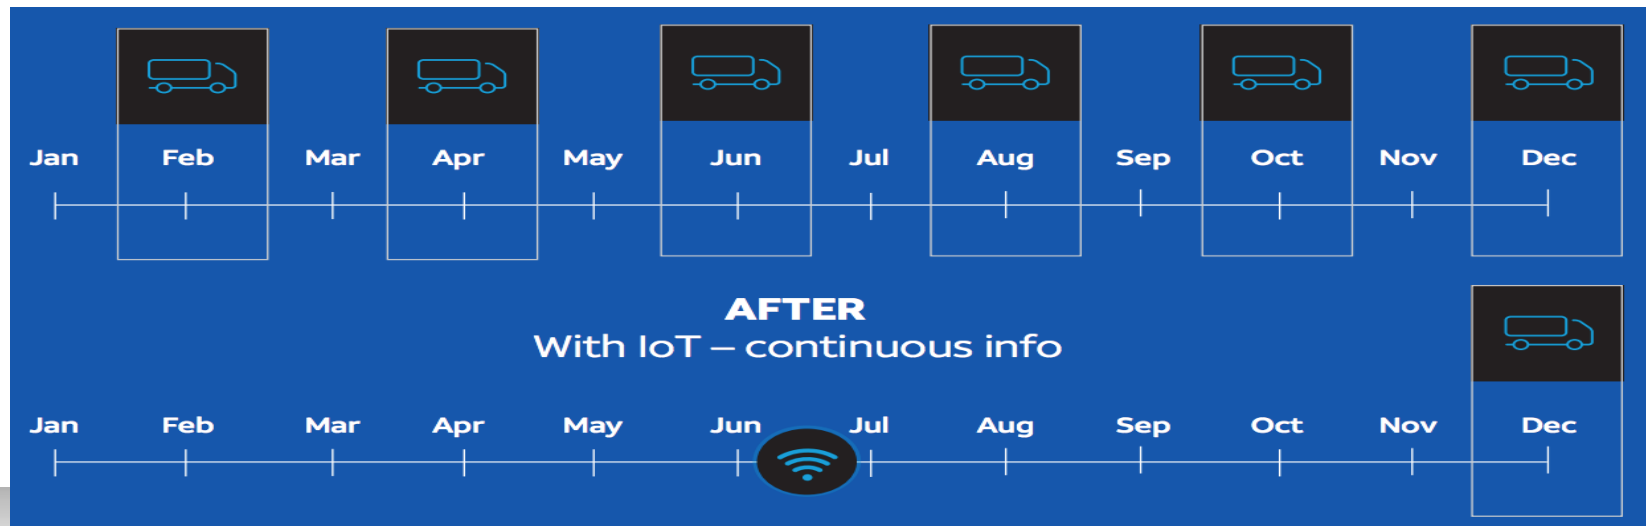 Jan Feb Mar Apr May Jun Jul Aug Sep Oct Nov Dec
AFTER
With IoT – continuous info
Jan Feb Mar Apr May Jun Jul Aug Sep Oct Nov Dec